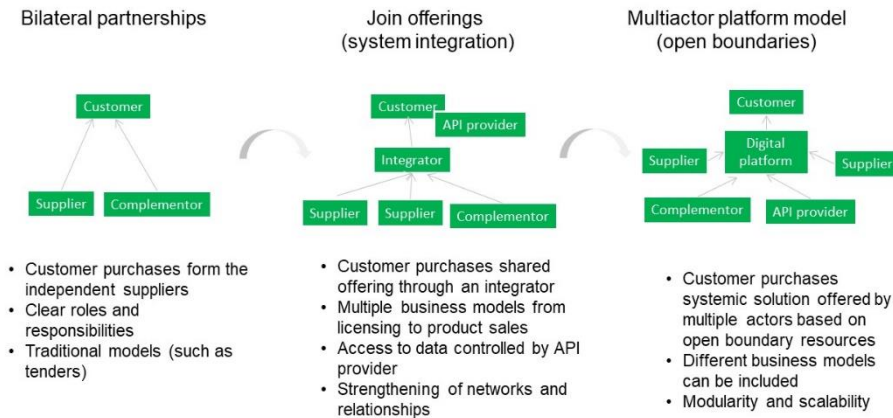 Bilateral partnerships
Customer
Supplier
Complementor
• Customer purchases form the
independent suppliers
• Clear roles and
responsibilities
• Traditional models (such as
tenders)
Join offerings
(system integration)
Customer
API provider
Integrator
Supplier
Supplier
Complementor
• Customer purchases shared
offering through an integrator
• Multiple business models from
licensing to product sales
• Access to data controlled by API
provider
• Strengthening of networks and
relationships
Multiactor platform model
(open boundaries)
Customer
Digital
platform
Supplier
Supplier
Complementor
API provider
• Customer purchases
systemic solution offered by
multiple actors based on
open boundary resources
• Different business models
can be included
• Modularity and scalability